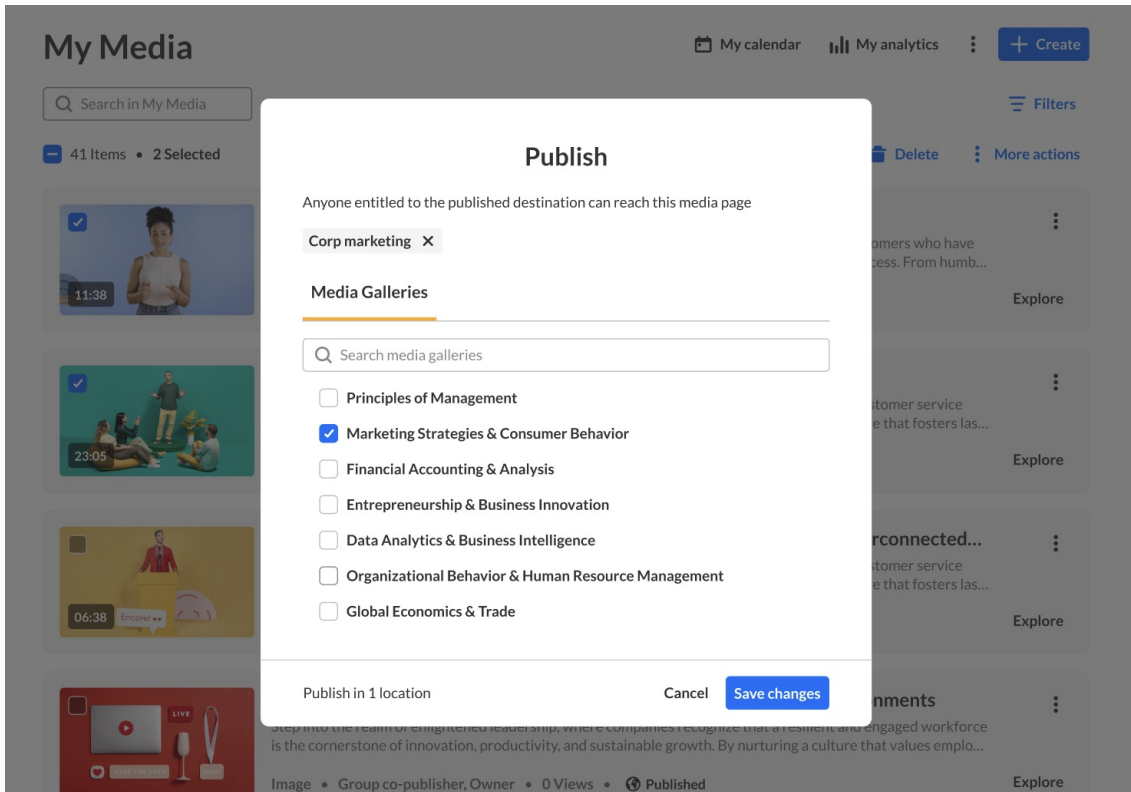 My Media
My calendar
My analytics
Create
Search in My Media
Filters
41 Items • 2 Selected
Delete
More actions
Publish
Anyone entitled to the published destination can reach this media page
Corp marketing
Media Galleries
Search media galleries
Principles of Management
Marketing Strategies & Consumer Behavior
Financial Accounting & Analysis
Entrepreneurship & Business Innovation
Data Analytics & Business Intelligence
Organizational Behavior & Human Resource Management
Global Economics & Trade
Publish in 1 location
Cancel
Save changes
11:38
omers who have
cess. From humb...
Explore
23:05
stomer service
e that fosters las...
Explore
06:38
Encore!
rconnected...
stomer service
e that fosters las...
Explore
LIVE
SAVE THE DATE
nments
Step into the realm of enlightened leadership, where companies recognize that a resilient and engaged workforce
is the cornerstone of innovation, productivity, and sustainable growth. By nurturing a culture that values emplo...
Image • Group co-publisher, Owner • 0 Views • Published
Explore